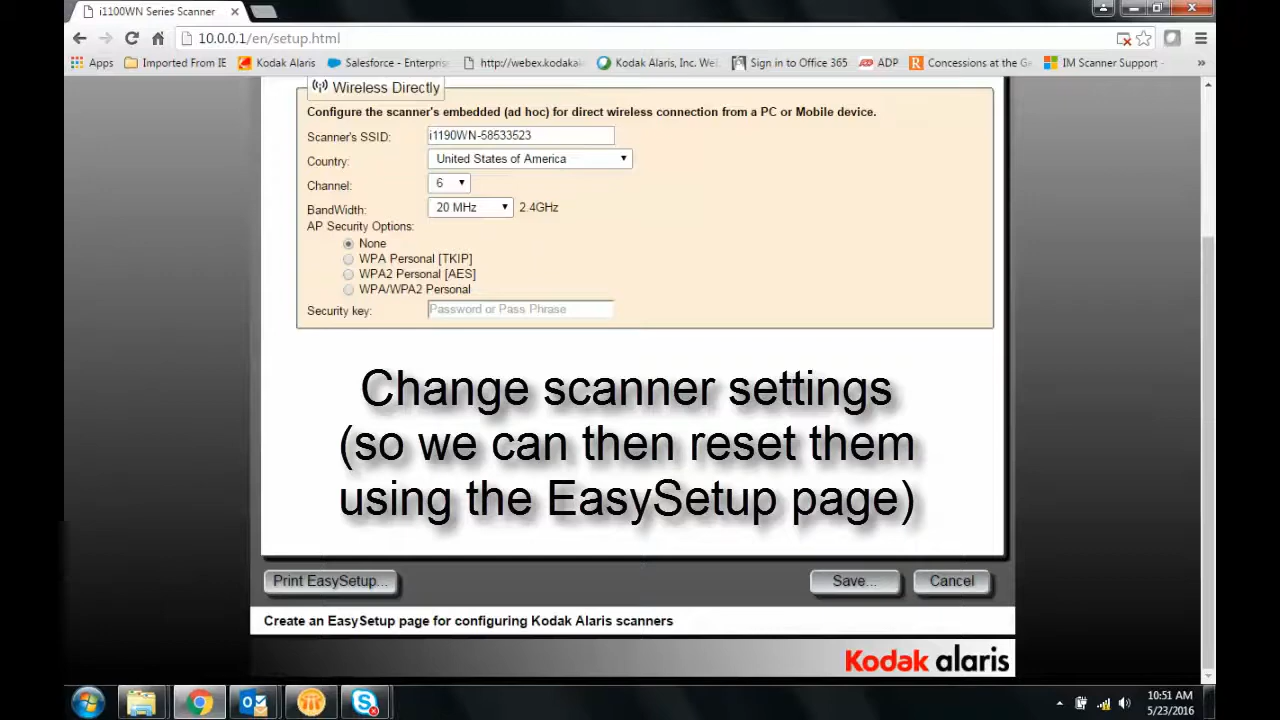 i1100WN Series Scanner
10.0.0.1/en/setup.html
Apps Imported From IE Kodak Alaris Salesforce - Enterpris http://webex.kodakal Kodak Alaris, Inc. We Sign in to Office 365 ADP Concessions at the G IM Scanner Support - »
Wireless Directly
Configure the scanner's embedded (ad hoc) for direct wireless connection from a PC or Mobile device.
Scanner's SSID: i1190WN-58533523
Country: United States of America
Channel: 6
BandWidth: 20 MHz 2.4GHz
AP Security Options:
None
WPA Personal [TKIP]
WPA2 Personal [AES]
WPA/WPA2 Personal
Security key: Password or Pass Phrase
Change scanner settings
(so we can then reset them
using the EasySetup page)
Print EasySetup... Save... Cancel
Create an EasySetup page for configuring Kodak Alaris scanners
Kodak alaris
10:51 AM
5/23/2016